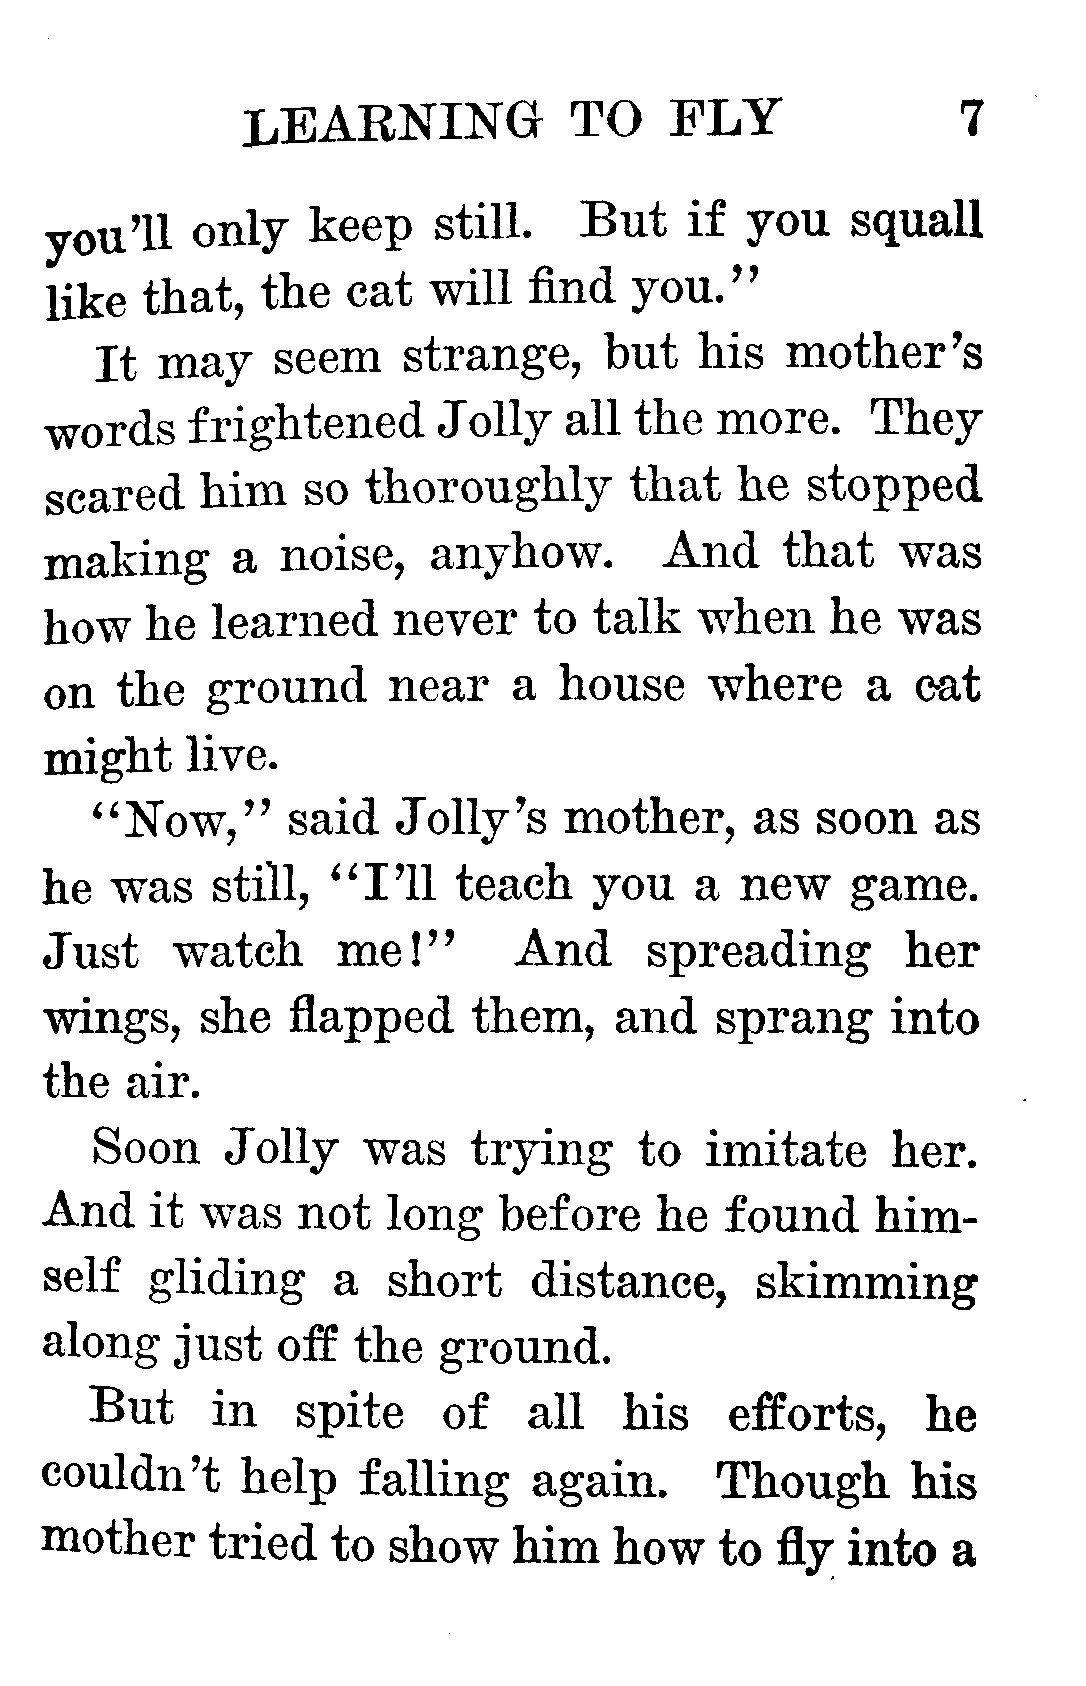 LEARNING TO FLY 7
you'll only keep still. But if you squall
like that, the cat will find you."
It may seem strange, but his mother's
words frightened Jolly all the more. They
scared him so thoroughly that he stopped
making a noise, anyhow. And that was
how he learned never to talk when he was
on the ground near a house where a cat
might live.
"Now," said Jolly's mother, as soon as
he was still, "I'll teach you a new game.
Just watch me!" And spreading her
wings, she flapped them, and sprang into
the air.
Soon Jolly was trying to imitate her.
And it was not long before he found him-
self gliding a short distance, skimming
along just off the ground.
But in spite of all his efforts, he
couldn't help falling again. Though his
mother tried to show him how to fly into a